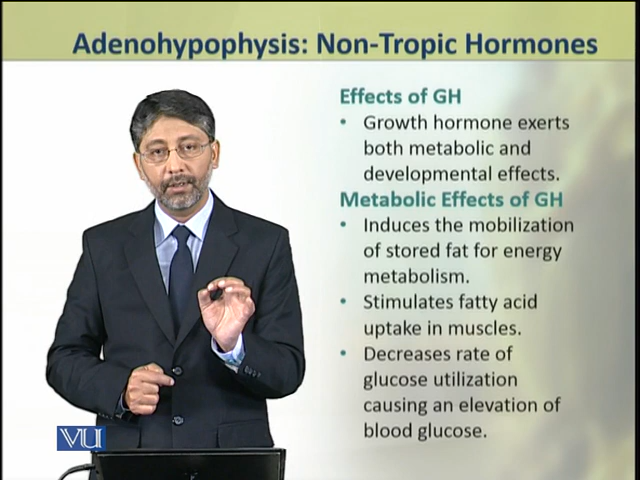 Adenohypophysis: Non-Tropic Hormones
Effects of GH
• Growth hormone exerts
both metabolic and
developmental effects.
Metabolic Effects of GH
• Induces the mobilization
of stored fat for energy
metabolism.
• Stimulates fatty acid
uptake in muscles.
• Decreases rate of
glucose utilization
causing an elevation of
blood glucose.
VU